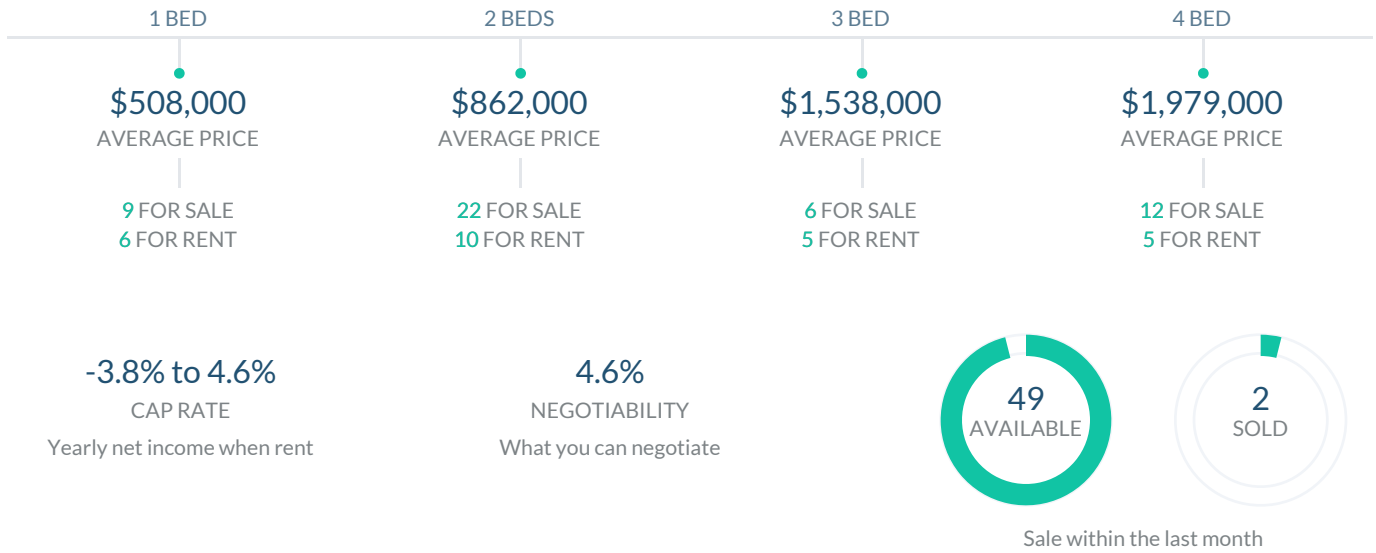 1 BED
2 BEDS
3 BED
4 BED
$508,000
AVERAGE PRICE
9 FOR SALE
6 FOR RENT
$862,000
AVERAGE PRICE
22 FOR SALE
10 FOR RENT
$1,538,000
AVERAGE PRICE
6 FOR SALE
5 FOR RENT
$1,979,000
AVERAGE PRICE
12 FOR SALE
5 FOR RENT
-3.8% to 4.6%
CAP RATE
Yearly net income when rent
4.6%
NEGOTIABILITY
What you can negotiate
49
AVAILABLE
2
SOLD
Sale within the last month